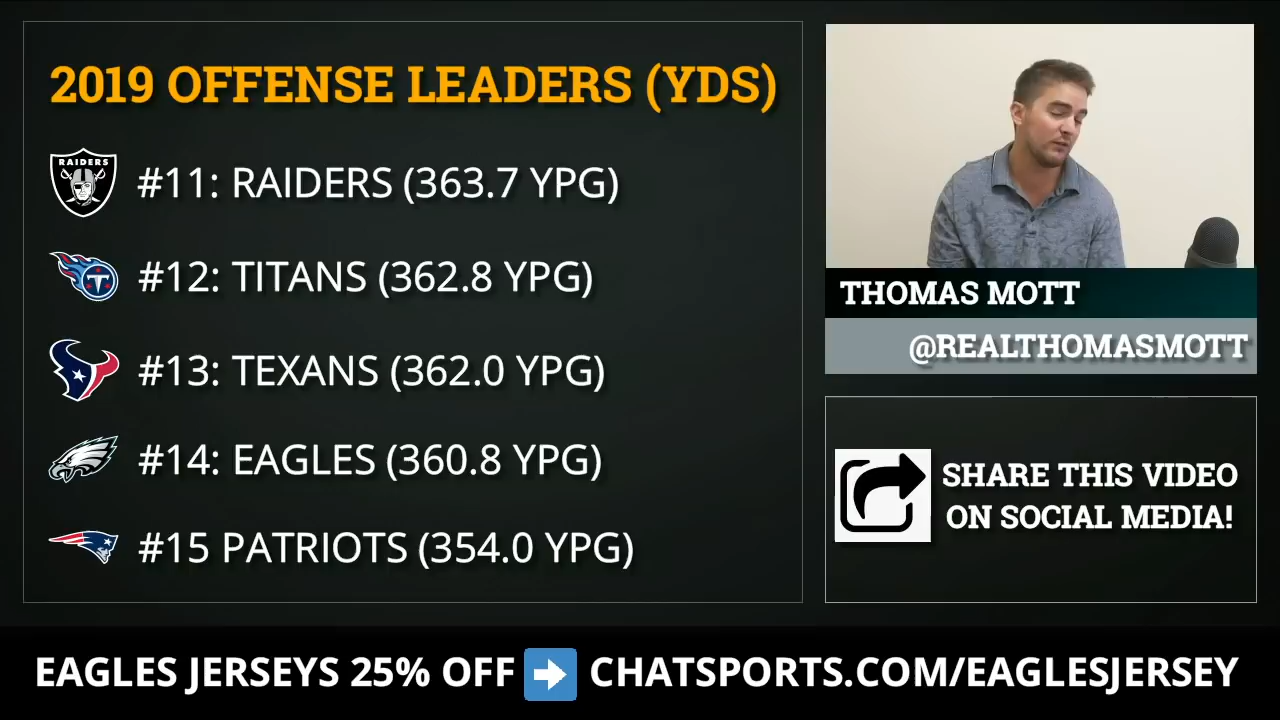 2019 OFFENSE LEADERS (YDS)
RAIDERS
#11: RAIDERS (363.7 YPG)
#12: TITANS (362.8 YPG)
T
#13: TEXANS (362.0 YPG)
#14: EAGLES (360.8 YPG)
#15 PATRIOTS (354.0 YPG)
THOMAS MOTT
@REALTHOMASMOTT
SHARE THIS VIDEO
ON SOCIAL MEDIA!
EAGLES JERSEYS 25% OFF ➡ CHATSPORTS.COM/EAGLESJERSEY